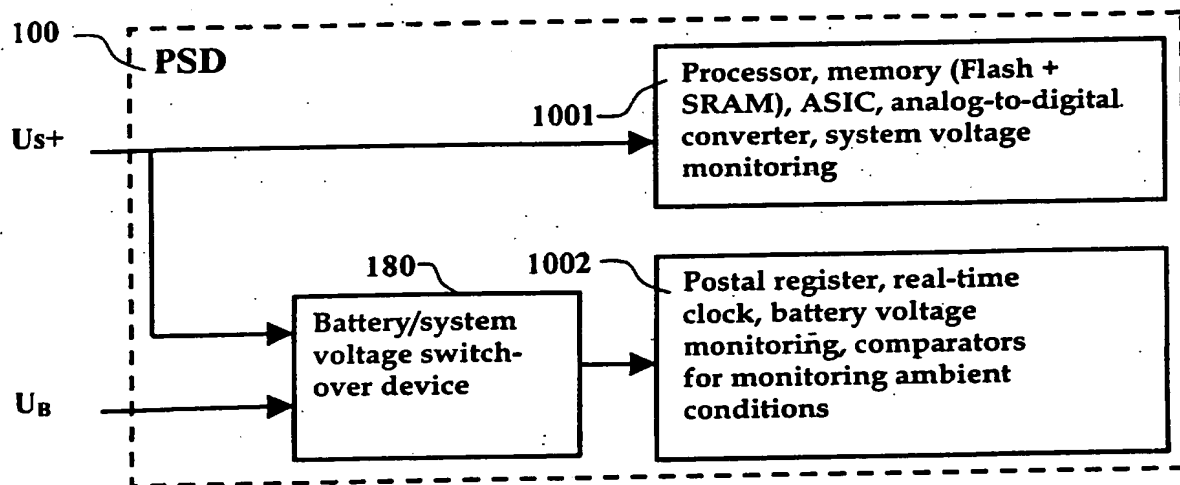 100
PSD
Us+
1001
Processor, memory (Flash +
SRAM), ASIC, analog-to-digital
converter, system voltage
monitoring
180
Battery/system
voltage switch-
over device
UB
1002
Postal register, real-time
clock, battery voltage
monitoring, comparators
for monitoring ambient
conditions